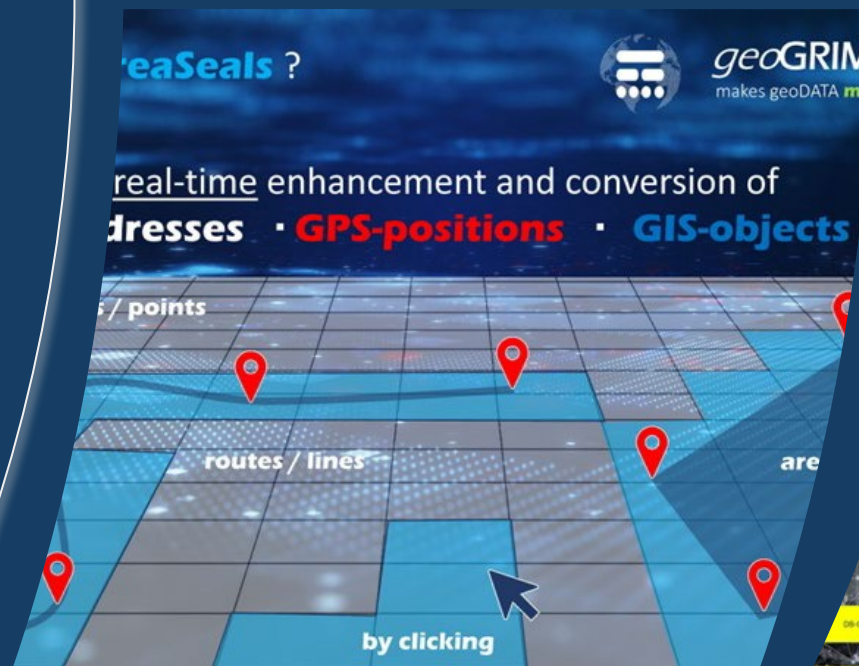 eaSeals ?
geoGRIM
makes geoDATA m
real-time enhancement and conversion of
dresses · GPS-positions · GIS-objects
s / points
routes / lines
are
by clicking